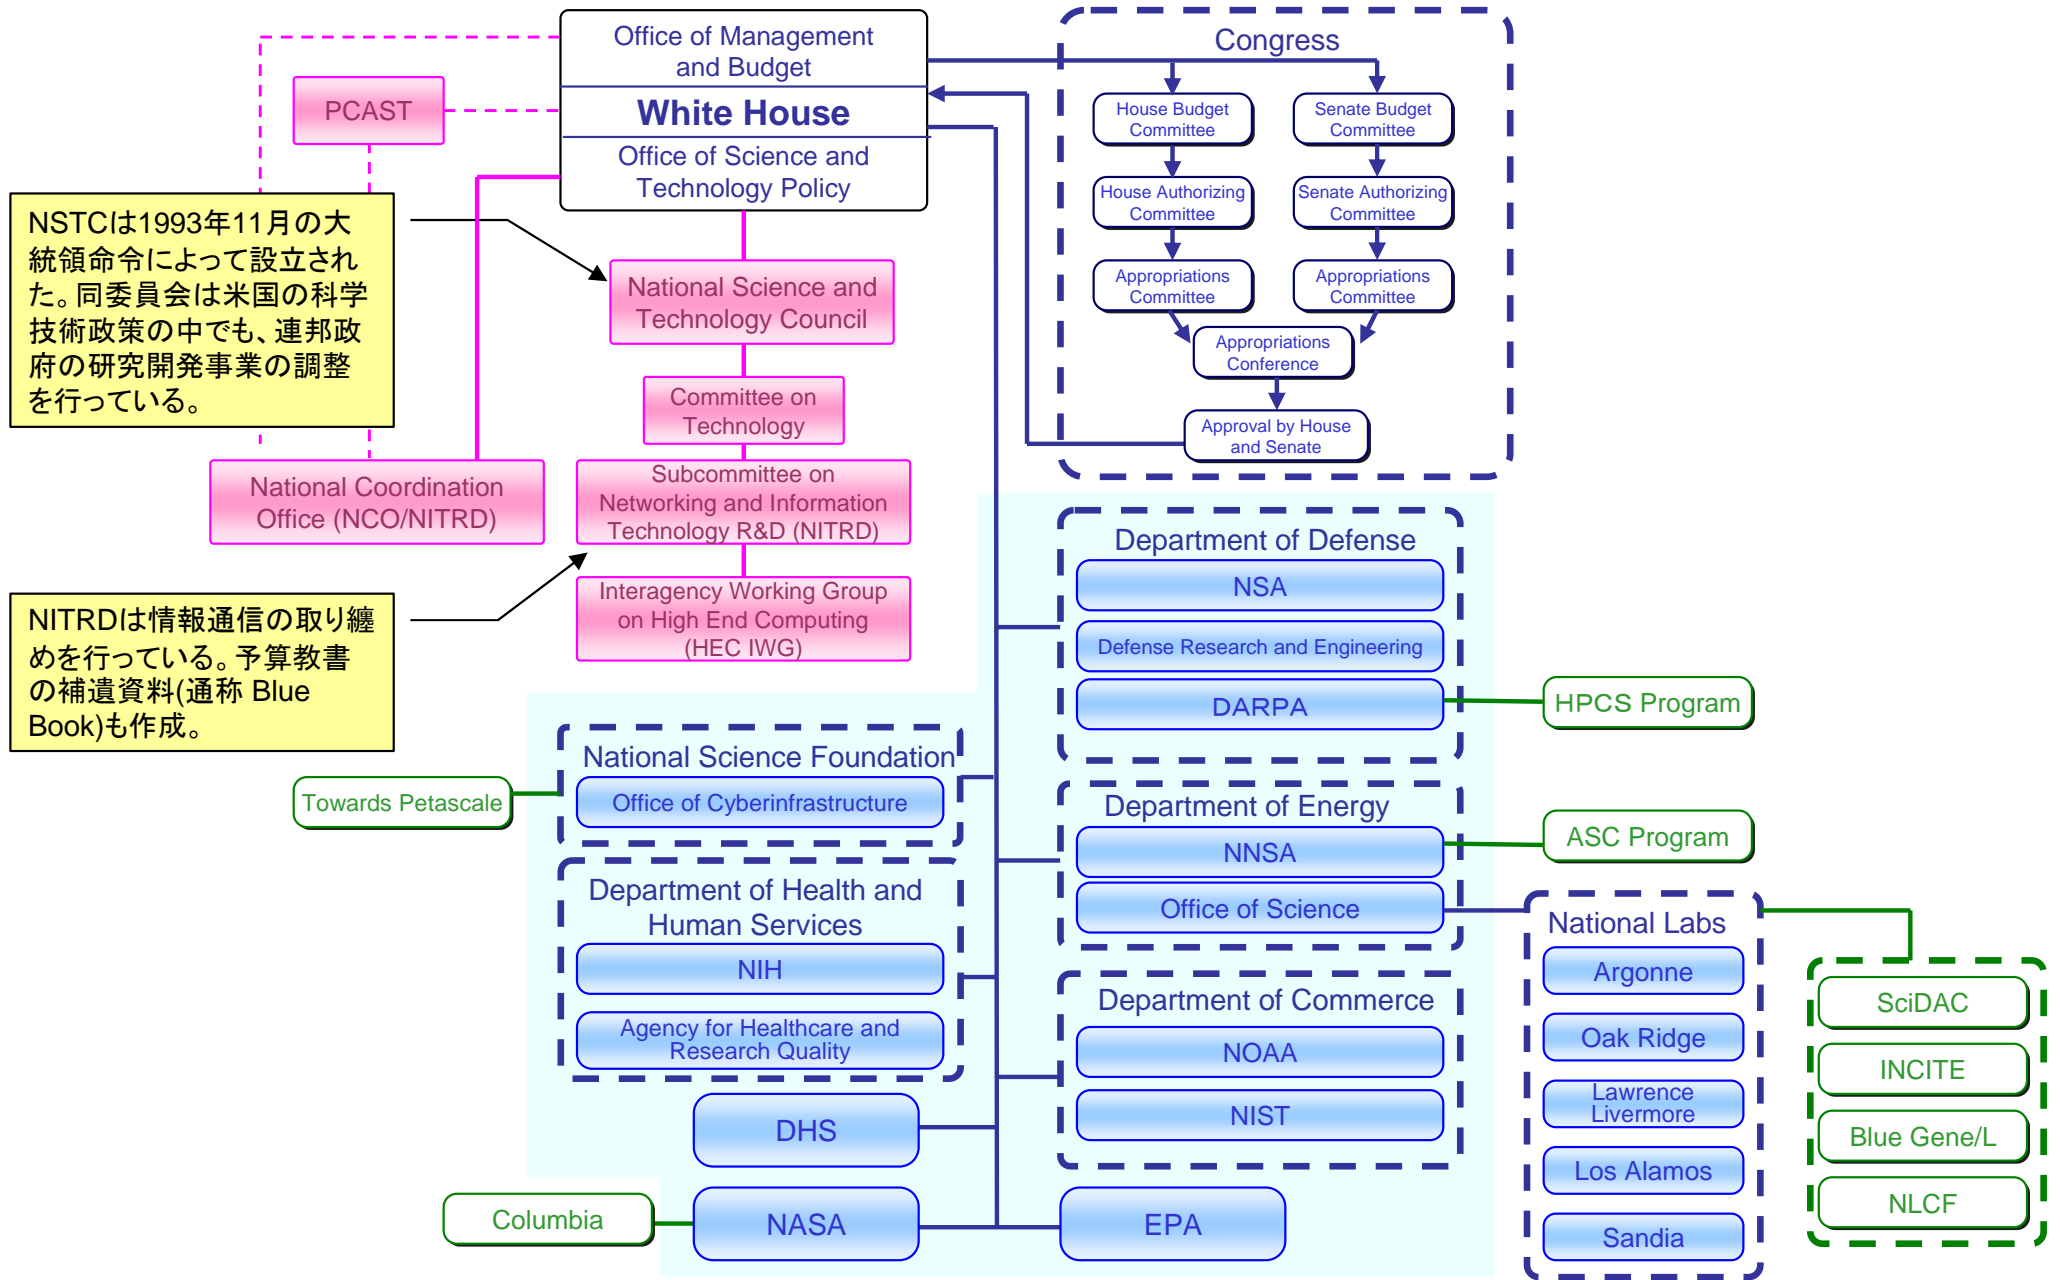 Office of Management
and Budget
White House
Office of Science and
Technology Policy
PCAST
Congress
House Budget
Committee
Senate Budget
Committee
House Authorizing
Committee
Senate Authorizing
Committee
Appropriations
Committee
Appropriations
Committee
Appropriations
Conference
Approval by House
and Senate
NSTCは1993年11月の大
統領命令によって設立され
た。同委員会は米国の科学
技術政策の中でも、連邦政
府の研究開発事業の調整
を行っている。
National Science and
Technology Council
Committee on
Technology
National Coordination
Office (NCO/NITRD)
Subcommittee on
Networking and Information
Technology R&D (NITRD)
Interagency Working Group
on High End Computing
(HEC IWG)
NITRDは情報通信の取り纏
めを行っている。予算教書
の補遺資料(通称 Blue
Book)も作成。
Department of Defense
NSA
Defense Research and Engineering
DARPA
HPCS Program
National Science Foundation
Office of Cyberinfrastructure
Towards Petascale
Department of Energy
NNSA
Office of Science
ASC Program
Department of Health and
Human Services
NIH
Agency for Healthcare and
Research Quality
Department of Commerce
NOAA
NIST
National Labs
Argonne
Oak Ridge
Lawrence
Livermore
Los Alamos
Sandia
SciDAC
INCITE
Blue Gene/L
NLCF
DHS
Columbia
NASA
EPA